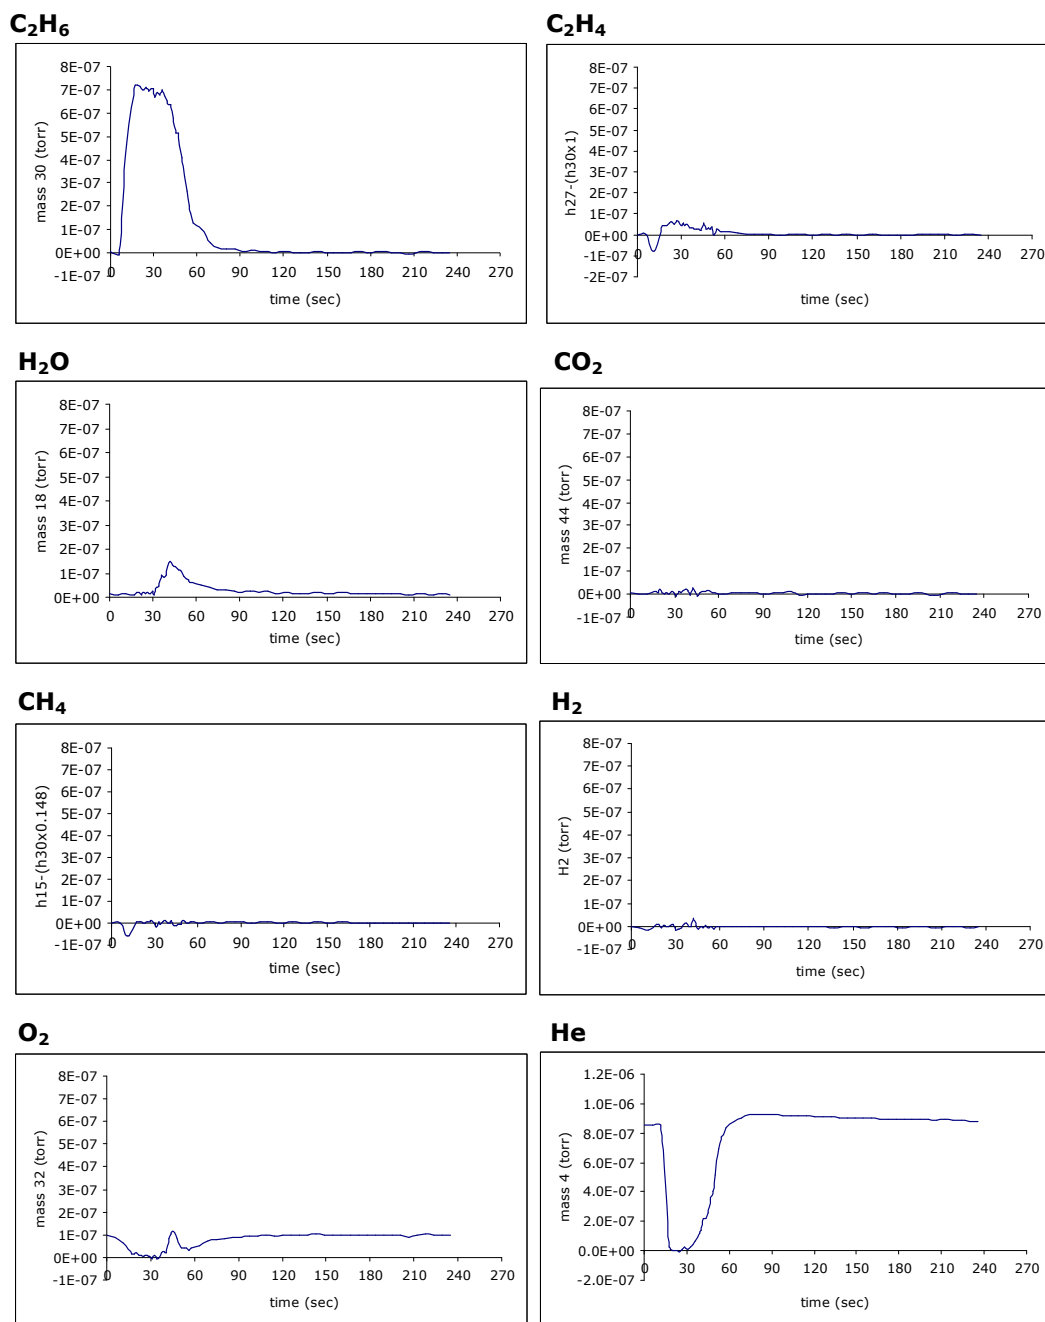 C₂H₆
8E-07
7E-07
6E-07
5E-07
4E-07
3E-07
2E-07
1E-07
0E+00
-1E-07
mass 30 (torr)
0 30 60 90 120 150 180 210 240 270
time (sec)
C₂H₄
8E-07
7E-07
6E-07
5E-07
4E-07
3E-07
2E-07
1E-07
0E+00
-1E-07
-2E-07
h27-(h30x1)
0 30 60 90 120 150 180 210 240 270
time (sec)
H₂O
8E-07
7E-07
6E-07
5E-07
4E-07
3E-07
2E-07
1E-07
0E+00
mass 18 (torr)
0 30 60 90 120 150 180 210 240 270
time (sec)
CO₂
8E-07
7E-07
6E-07
5E-07
4E-07
3E-07
2E-07
1E-07
0E+00
-1E-07
mass 44 (torr)
0 30 60 90 120 150 180 210 240 270
time (sec)
CH₄
8E-07
7E-07
6E-07
5E-07
4E-07
3E-07
2E-07
1E-07
0E+00
-1E-07
h15-(h30x0.148)
0 30 60 90 120 150 180 210 240 270
time (sec)
H₂
8E-07
7E-07
6E-07
5E-07
4E-07
3E-07
2E-07
1E-07
0E+00
-1E-07
H2 (torr)
0 30 60 90 120 150 180 210 240 270
time (sec)
O₂
8E-07
7E-07
6E-07
5E-07
4E-07
3E-07
2E-07
1E-07
0E+00
-1E-07
mass 32 (torr)
0 30 60 90 120 150 180 210 240 270
time (sec)
He
1.2E-06
1.0E-06
8.0E-07
6.0E-07
4.0E-07
2.0E-07
0.0E+00
-2.0E-07
mass 4 (torr)
0 30 60 90 120 150 180 210 240 270
time (sec)